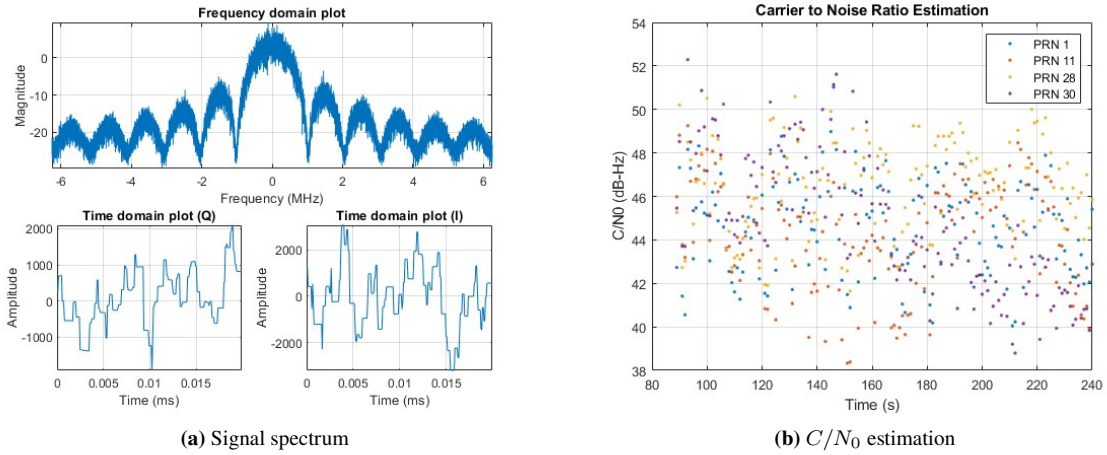 Frequency domain plot
Magnitude
0
-10
-20
-6 -4 -2 0 2 4 6
Frequency (MHz)
Time domain plot (Q)
Amplitude
2000
1000
0
-1000
0 0.005 0.01 0.015
Time (ms)
Time domain plot (I)
Amplitude
2000
0
-2000
0 0.005 0.01 0.015
Time (ms)
(a) Signal spectrum
Carrier to Noise Ratio Estimation
C/N0 (dB-Hz)
54
52
50
48
46
44
42
40
38
80 100 120 140 160 180 200 220 240
Time (s)
PRN 1
PRN 11
PRN 28
PRN 30
(b) C/N₀ estimation